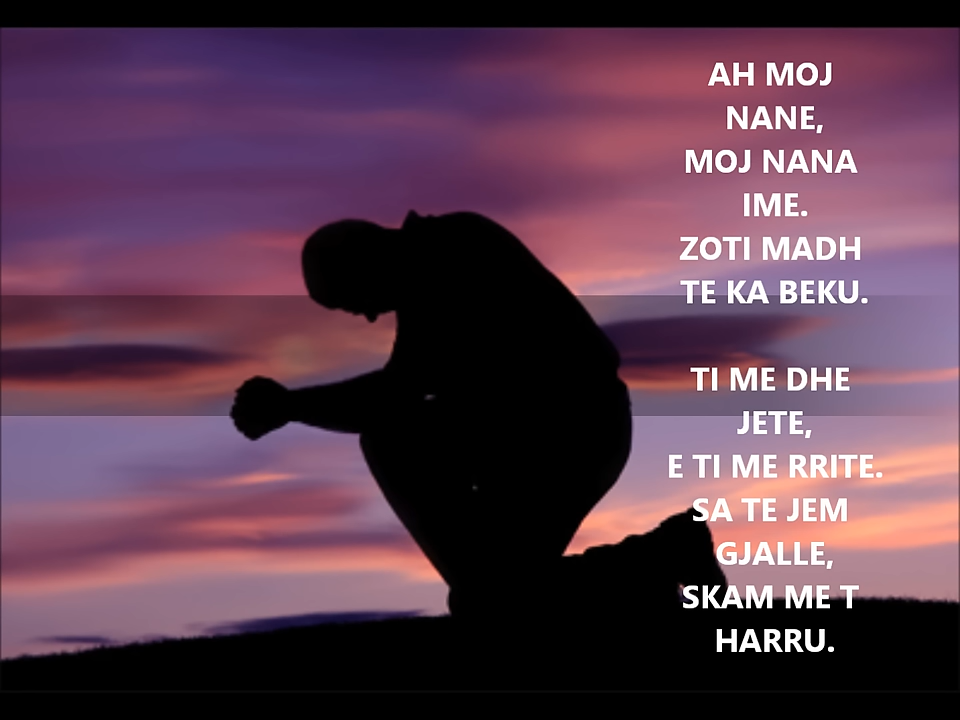 AH MOJ
NANE,
MOJ NANA
IME.
ZOTI MADH
TE KA BEKU.
TI ME DHE
JETE,
E TI ME RRITE.
SA TE JEM
GJALLE,
SKAM ME T
HARRU.